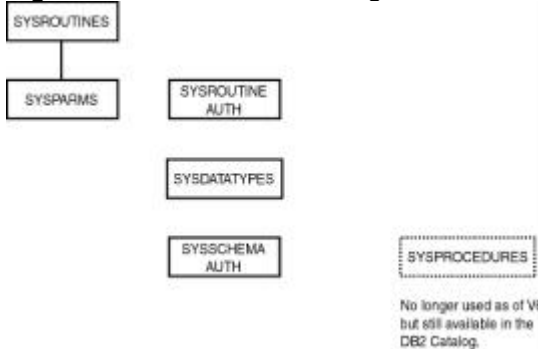 SYSROUTINES
SYSPARMS
SYSROUTINE
AUTH
SYSDATATYPES
SYSSCHEMA
AUTH
SYSPROCEDURES
No longer used as of
but still available in the
DB2 Catalog.